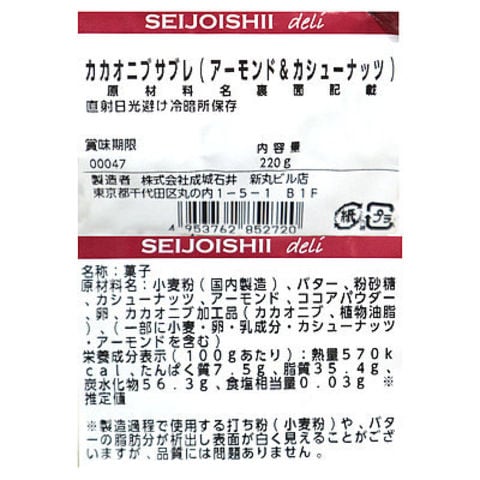 SEIJOISHII deli
カカオニブサブレ(アーモンド&カシューナッツ)
原材料名裏面記載
直射日光避け冷暗所保存
賞味期限 内容量
00047 220g
製造者 株式会社成城石井 新丸ビル店
東京都千代田区丸の内1-5-1 B1F
4 953762 852720
紙 プラ
SEIJOISHII deli
名称:菓子
原材料名:小麦粉(国内製造)、バター、粉砂糖
、カシューナッツ、アーモンド、ココアパウダー
、卵、カカオニブ加工品(カカオニブ、植物油脂
)、(一部に小麦・卵・乳成分・カシューナッツ
・アーモンドを含む)
栄養成分表示(100gあたり):熱量570k
cal、たんぱく質7.5g、脂質35.4g、
炭水化物56.3g、食塩相当量0.03g ※
推定値
※製造過程で使用する打ち粉(小麦粉)や、バタ
ーの脂肪分が析出し表面が白く見えることがござ
いますが、品質には問題ありません。